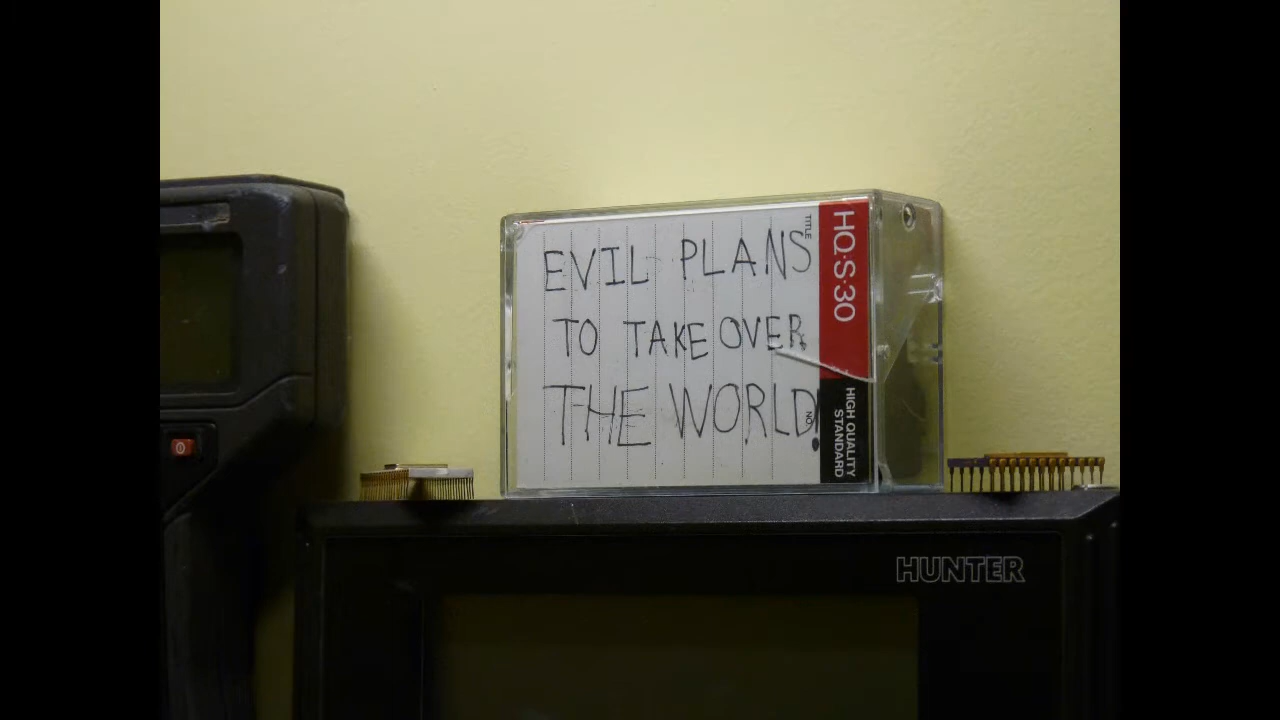 EVIL PLANS
TO TAKE OVER
THE WORLD!
TITLE
NO.
HQ·S·30
HIGH QUALITY
STANDARD
HUNTER